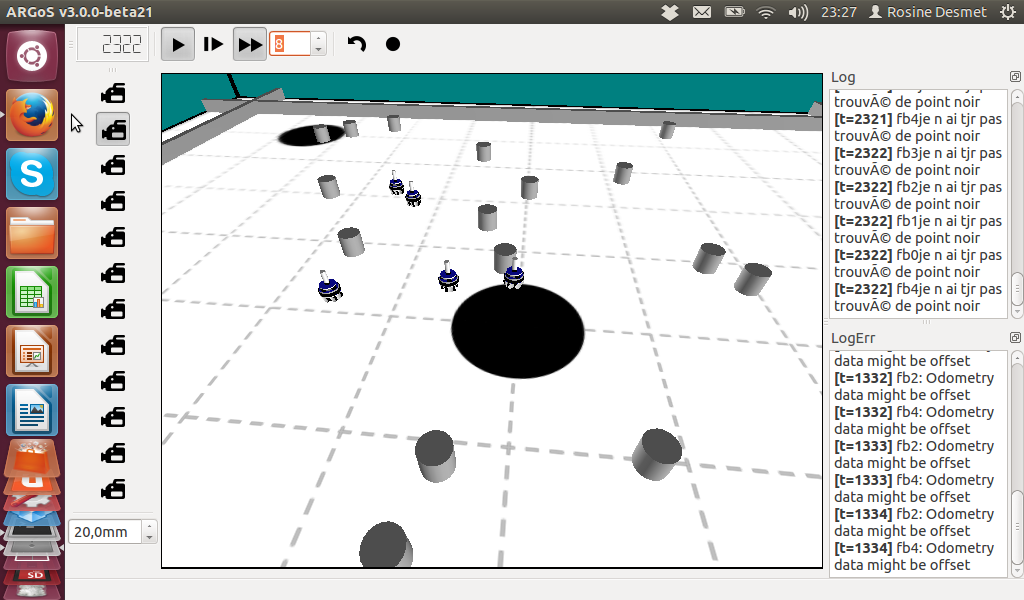 ARGoS v3.0.0-beta21
23:27
Rosine Desmet
2322
8
Log
trouvÃ© de point noir
[t=2321] fb4je n ai tjr pas
trouvÃ© de point noir
[t=2322] fb3je n ai tjr pas
trouvÃ© de point noir
[t=2322] fb2je n ai tjr pas
trouvÃ© de point noir
[t=2322] fb1je n ai tjr pas
trouvÃ© de point noir
[t=2322] fb0je n ai tjr pas
trouvÃ© de point noir
[t=2322] fb4je n ai tjr pas
trouvÃ© de point noir
LogErr
data might be offset
[t=1332] fb2: Odometry
data might be offset
[t=1332] fb4: Odometry
data might be offset
[t=1333] fb2: Odometry
data might be offset
[t=1333] fb4: Odometry
data might be offset
[t=1334] fb2: Odometry
data might be offset
[t=1334] fb4: Odometry
data might be offset
20,0mm
S
SD